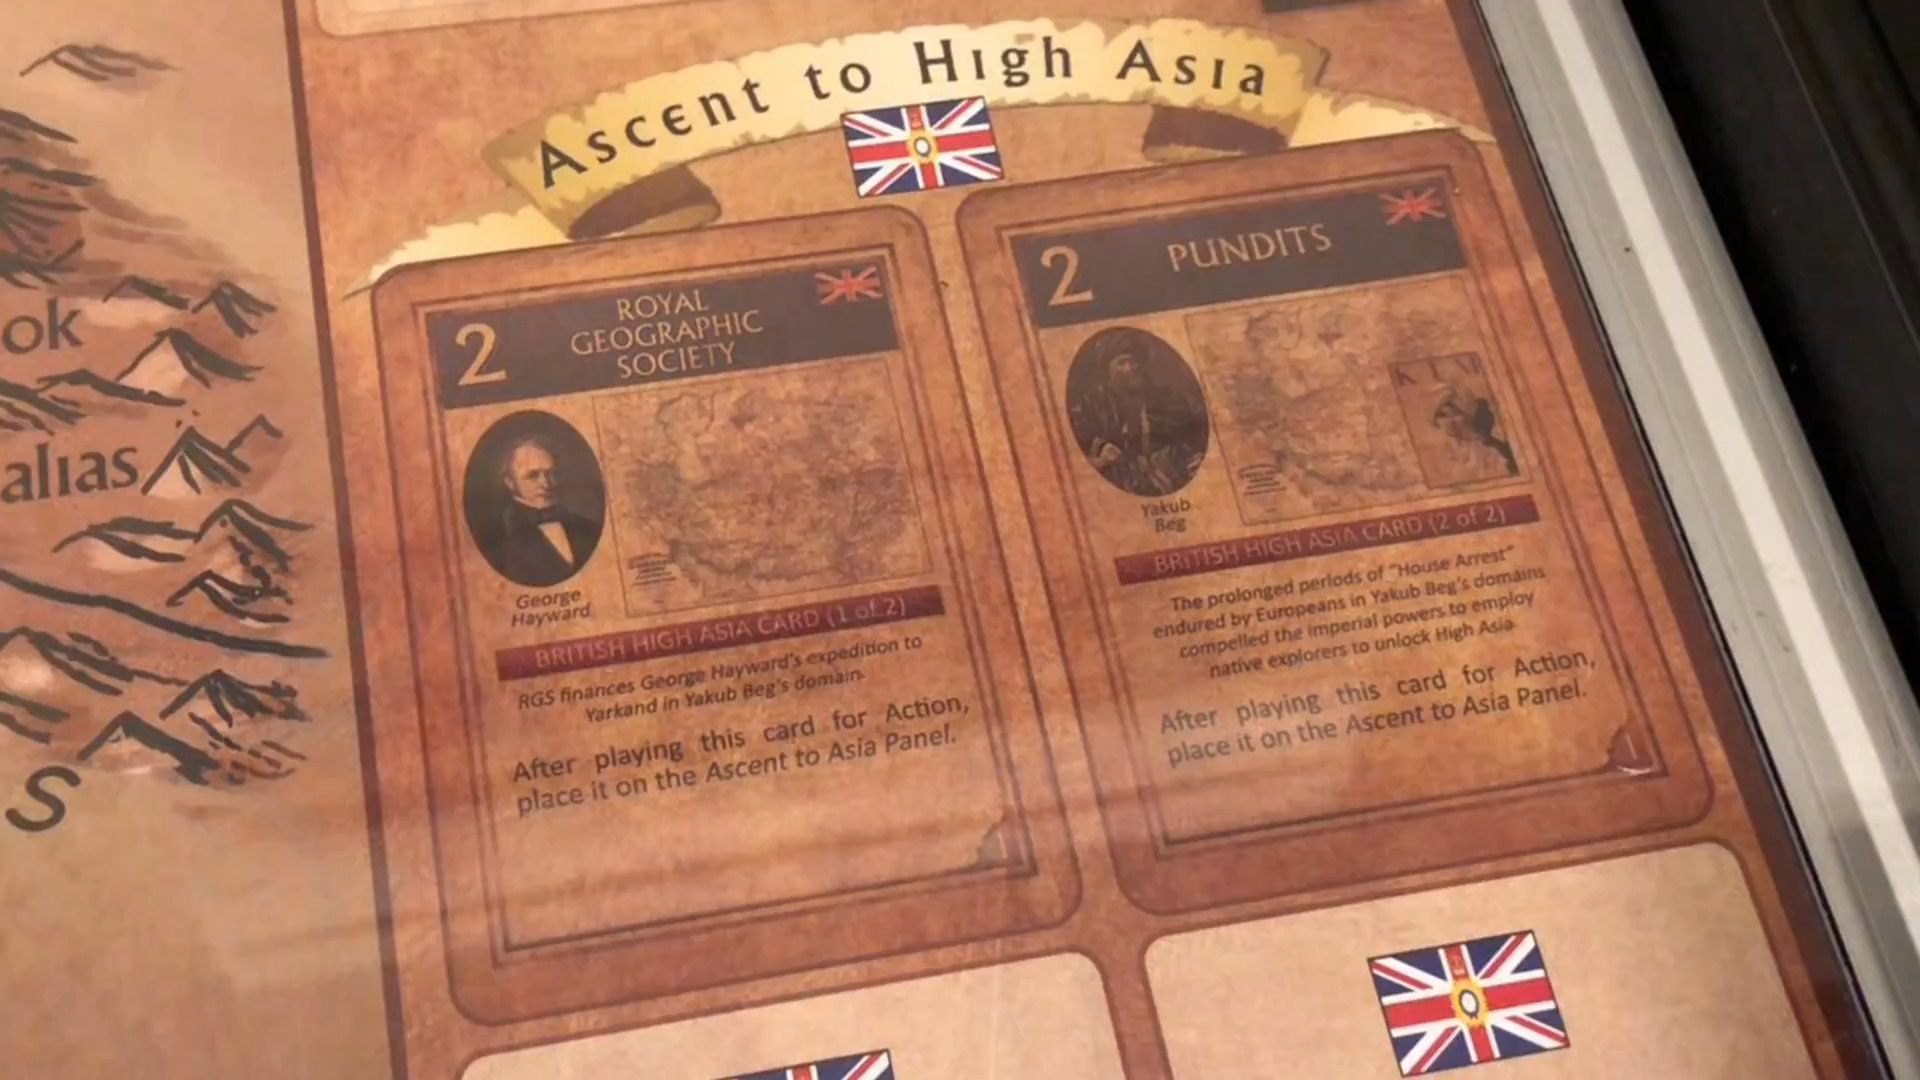 Ascent to High Asia
ok
alias
S
2
ROYAL
GEOGRAPHIC
SOCIETY
George
Hayward
BRITISH HIGH ASIA CARD (1 of 2)
RGS finances George Hayward's expedition to
Yarkand in Yakub Beg's domain.
After playing this card for Action,
place it on the Ascent to Asia Panel.
1
2
PUNDITS
KIM
Yakub
Beg
BRITISH HIGH ASIA CARD (2 of 2)
The prolonged periods of "House Arrest"
endured by Europeans in Yakub Beg's domains
compelled the imperial powers to employ
native explorers to unlock High Asia
After playing this card for Action,
place it on the Ascent to Asia Panel.
1